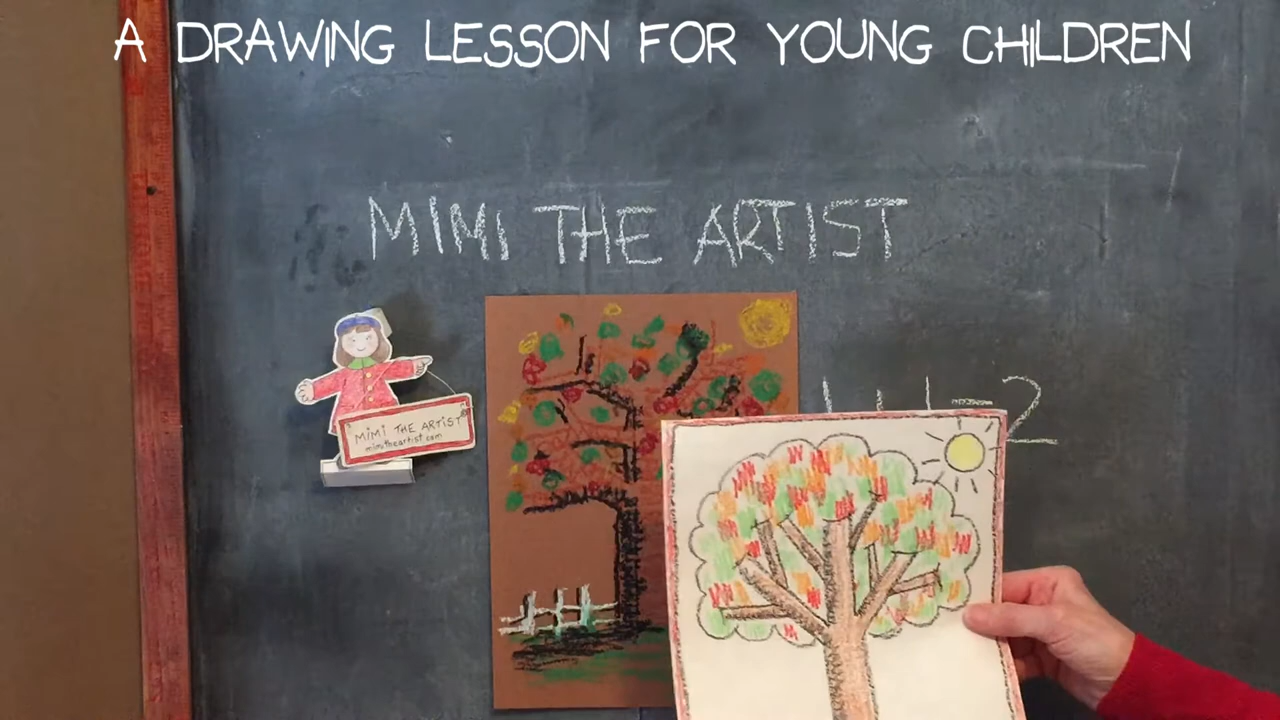 A DRAWING LESSON FOR YOUNG CHILDREN
MIMI THE ARTIST
MIMI THE ARTIST
mimitheartist.com